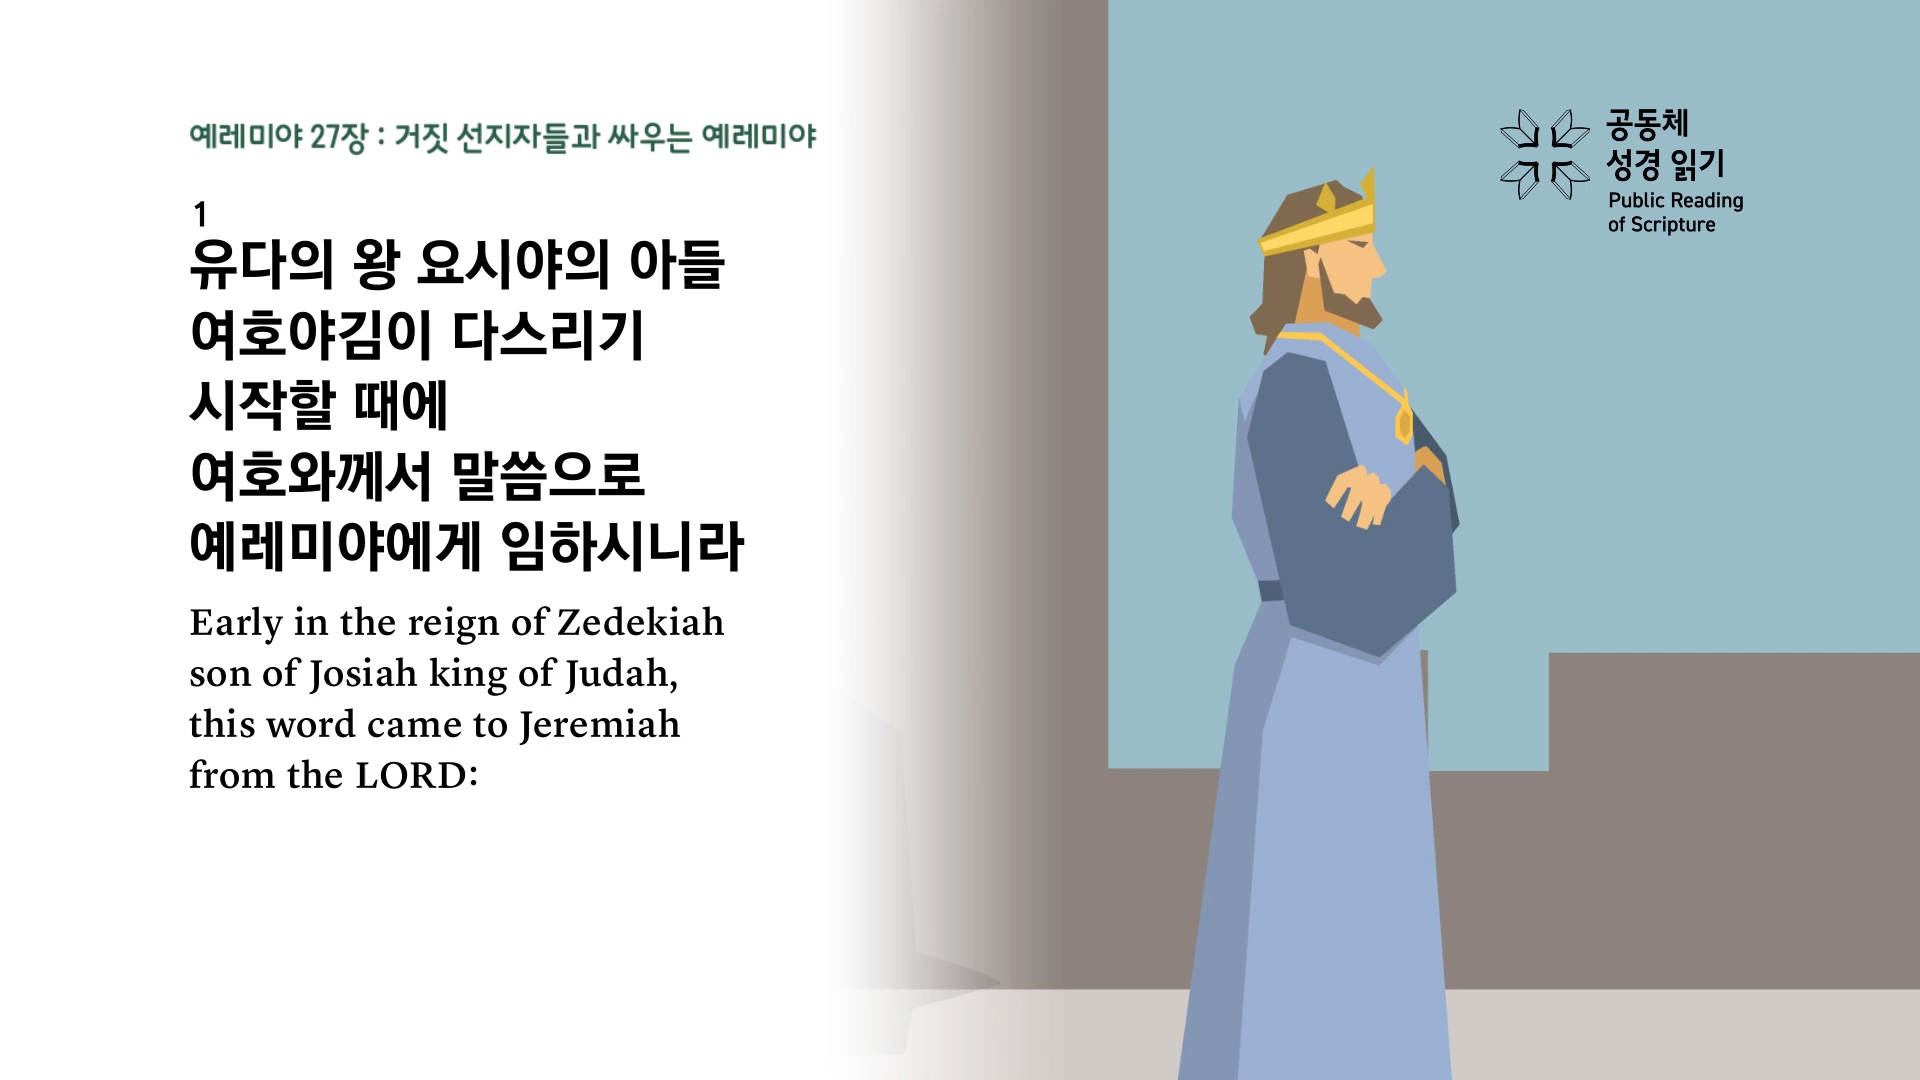 예레미야 27장 : 거짓 선지자들과 싸우는 예레미야
1
유다의 왕 요시야의 아들
여호야김이 다스리기
시작할 때에
여호와께서 말씀으로
예레미야에게 임하시니라
Early in the reign of Zedekiah
son of Josiah king of Judah,
this word came to Jeremiah
from the LORD:
공동체
성경 읽기
Public Reading
of Scripture